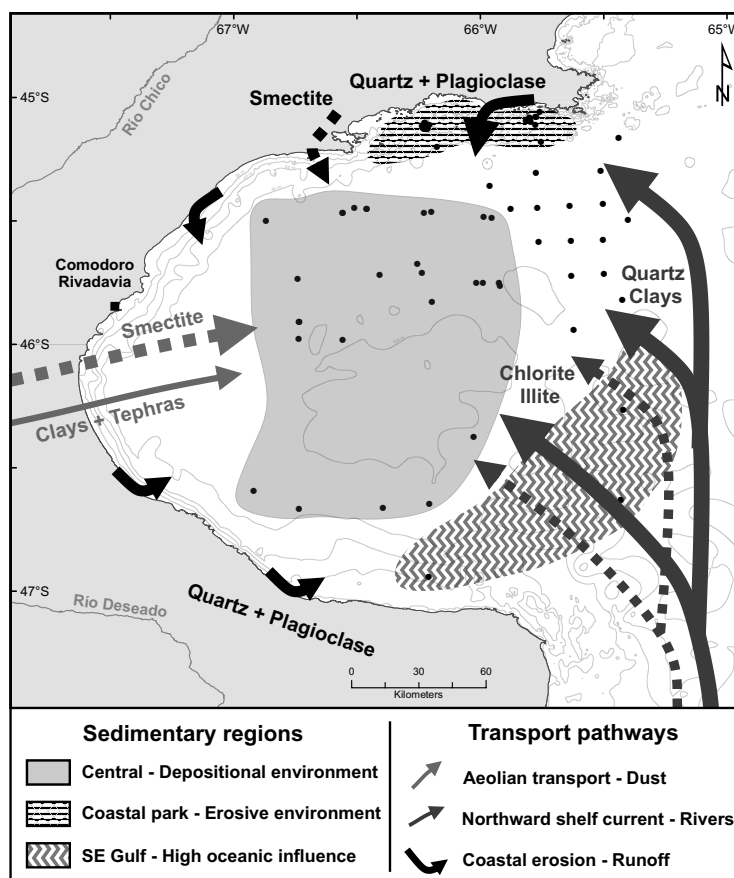 67°W
66°W
65°W
Río Chico
Quartz + Plagioclase
N
45°S
Smectite
Comodoro
Rivadavia
Quartz
Clays
Smectite
46°S
Chlorite
Illite
Clays + Tephras
47°S
Río Deseado
Quartz + Plagioclase
0 30 60
Kilometers
Sedimentary regions
Central - Depositional environment
Coastal park - Erosive environment
SE Gulf - High oceanic influence
Transport pathways
Aeolian transport - Dust
Northward shelf current - Rivers
Coastal erosion - Runoff